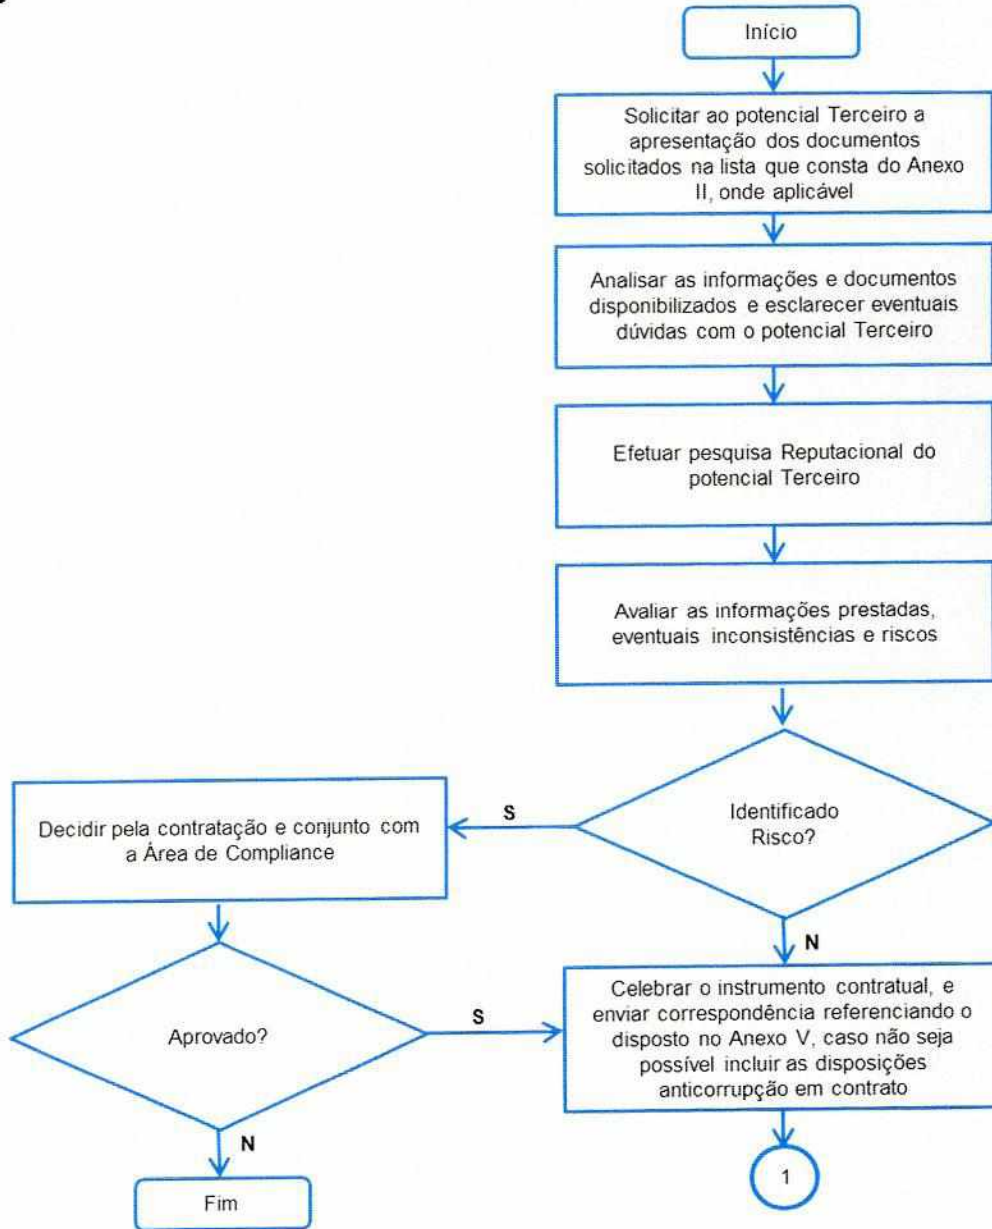 Início
Solicitar ao potencial Terceiro a
apresentação dos documentos
solicitados na lista que consta do Anexo
II, onde aplicável
Analisar as informações e documentos
disponibilizados e esclarecer eventuais
dúvidas com o potencial Terceiro
Efetuar pesquisa Reputacional do
potencial Terceiro
Avaliar as informações prestadas,
eventuais inconsistências e riscos
Identificado
Risco?
S
Decidir pela contratação e conjunto com
a Área de Compliance
N
Aprovado?
S
Celebrar o instrumento contratual, e
enviar correspondência referenciando o
disposto no Anexo V, caso não seja
possível incluir as disposições
anticorrupção em contrato
N
Fim
1